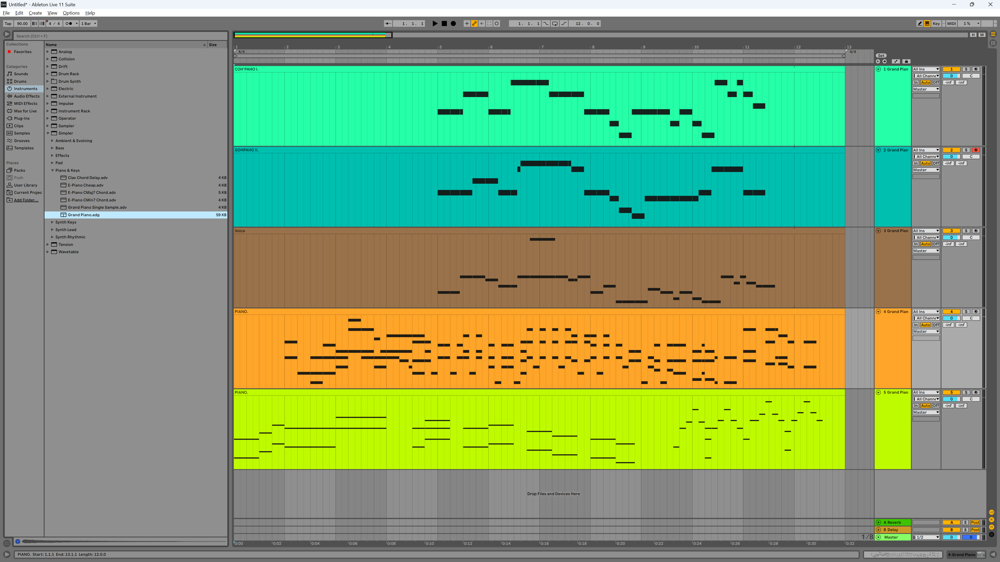 Untitled* - Ableton Live 11 Suite
File Edit Create View Options Help
Tap 90.00 4 / 4 1 Bar 1. 1. 1 1. 1. 1 12. 0. 0 Key MIDI 1 %
Search (Ctrl + F)
H W
Collections
Favorites
Categories
Sounds
Drums
Instruments
Audio Effects
MIDI Effects
Max for Live
Plug-Ins
Clips
Samples
Grooves
Templates
Places
Packs
Push
User Library
Current Projec
Add Folder...
Name Size
Analog
Collision
Drift
Drum Rack
Drum Synth
Electric
External Instrument
Impulse
Instrument Rack
Operator
Sampler
Simpler
Ambient & Evolving
Bass
Effects
Pad
Piano & Keys
Clav Chord Delay.adv 4 KB
E-Piano Cheap.adv 4 KB
E-Piano CMaj7 Chord.adv 5 KB
E-Piano CMin7 Chord.adv 4 KB
Grand Piano Single Sample.adv 4 KB
Grand Piano.adg 59 KB
Synth Keys
Synth Lead
Synth Rhythmic
Tension
Wavetable
1 2 3 4 5 6 7 8 9 10 11 12 13
4/4 4/4
Set
COH'PAHO I.
1 Grand Pian All Ins 1 S
All Channe 0 C
In Auto Off -inf -inf
Master
GOHPAHO II.
2 Grand Pian All Ins 2 S
All Channe 0 C
In Auto Off -inf -inf
Master
Voice
3 Grand Pian All Ins 3 S
All Channe 0 C
In Auto Off -inf -inf
Master
PIANO.
4 Grand Pian All Ins 4 S
All Channe 0 C
In Auto Off -inf -inf
Master
PIANO.
5 Grand Pian All Ins 5 S
All Channe 0 C
In Auto Off -inf -inf
Master
Drop Files and Devices Here
I·O
A Reverb A S Post
R
B Delay B S Post
M
D
1/8 Master 1/2 0 0
0:00 0:02 0:04 0:06 0:08 0:10 0:12 0:14 0:16 0:18 0:20 0:22 0:24 0:26 0:28 0:30 0:32
PIANO. Start: 1.1.1 End: 13.1.1 Length: 12.0.0
4-Grand Piano